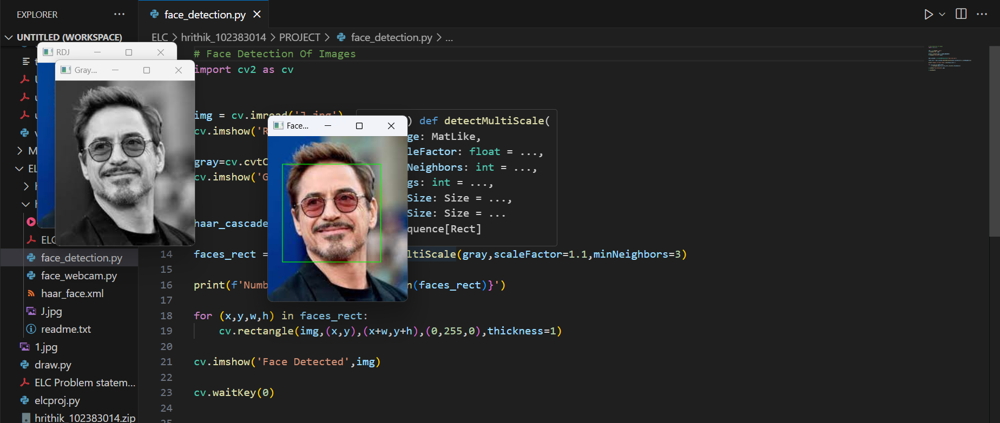 EXPLORER
UNTITLED (WORKSPACE)
face_detection.py
ELC > hrithik_102383014 > PROJECT > face_detection.py > ...
RDJ
Gray...
Face...
# Face Detection Of Images
import cv2 as cv
img = cv.imread('J.jpg')
cv.imshow('R
gray=cv.cvtC
cv.imshow('G
haar_cascade
) def detectMultiScale(
ge: MatLike,
leFactor: float = ...,
Neighbors: int = ...,
gs: int = ...,
Size: Size = ...,
Size: Size = ...
quence[Rect]
14 faces_rect = ltiScale(gray,scaleFactor=1.1,minNeighbors=3)
15
16 print(f'Numb n(faces_rect)}')
17
18 for (x,y,w,h) in faces_rect:
19 cv.rectangle(img,(x,y),(x+w,y+h),(0,255,0),thickness=1)
20
21 cv.imshow('Face Detected',img)
22
23 cv.waitKey(0)
24
M
EL
ELC
face_detection.py
face_webcam.py
haar_face.xml
J.jpg
readme.txt
1.jpg
draw.py
ELC Problem statem...
elcproj.py
hrithik_102383014.zip